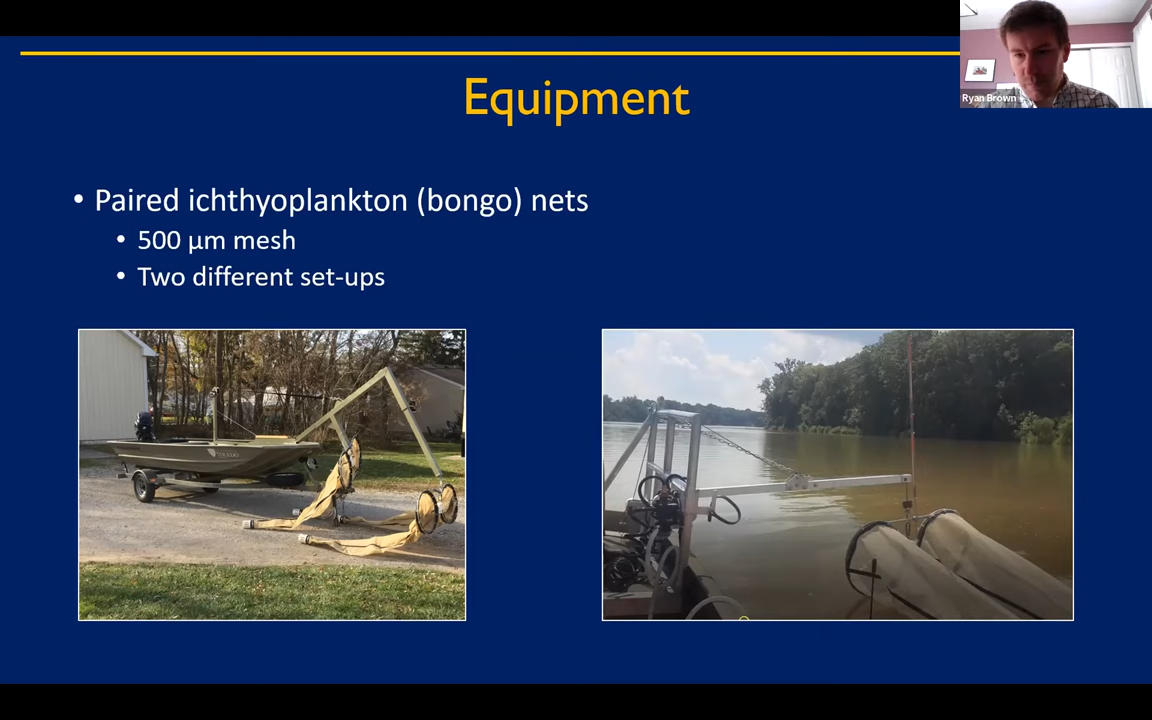 Equipment
Ryan Brown
• Paired ichthyoplankton (bongo) nets
• 500 µm mesh
• Two different set-ups